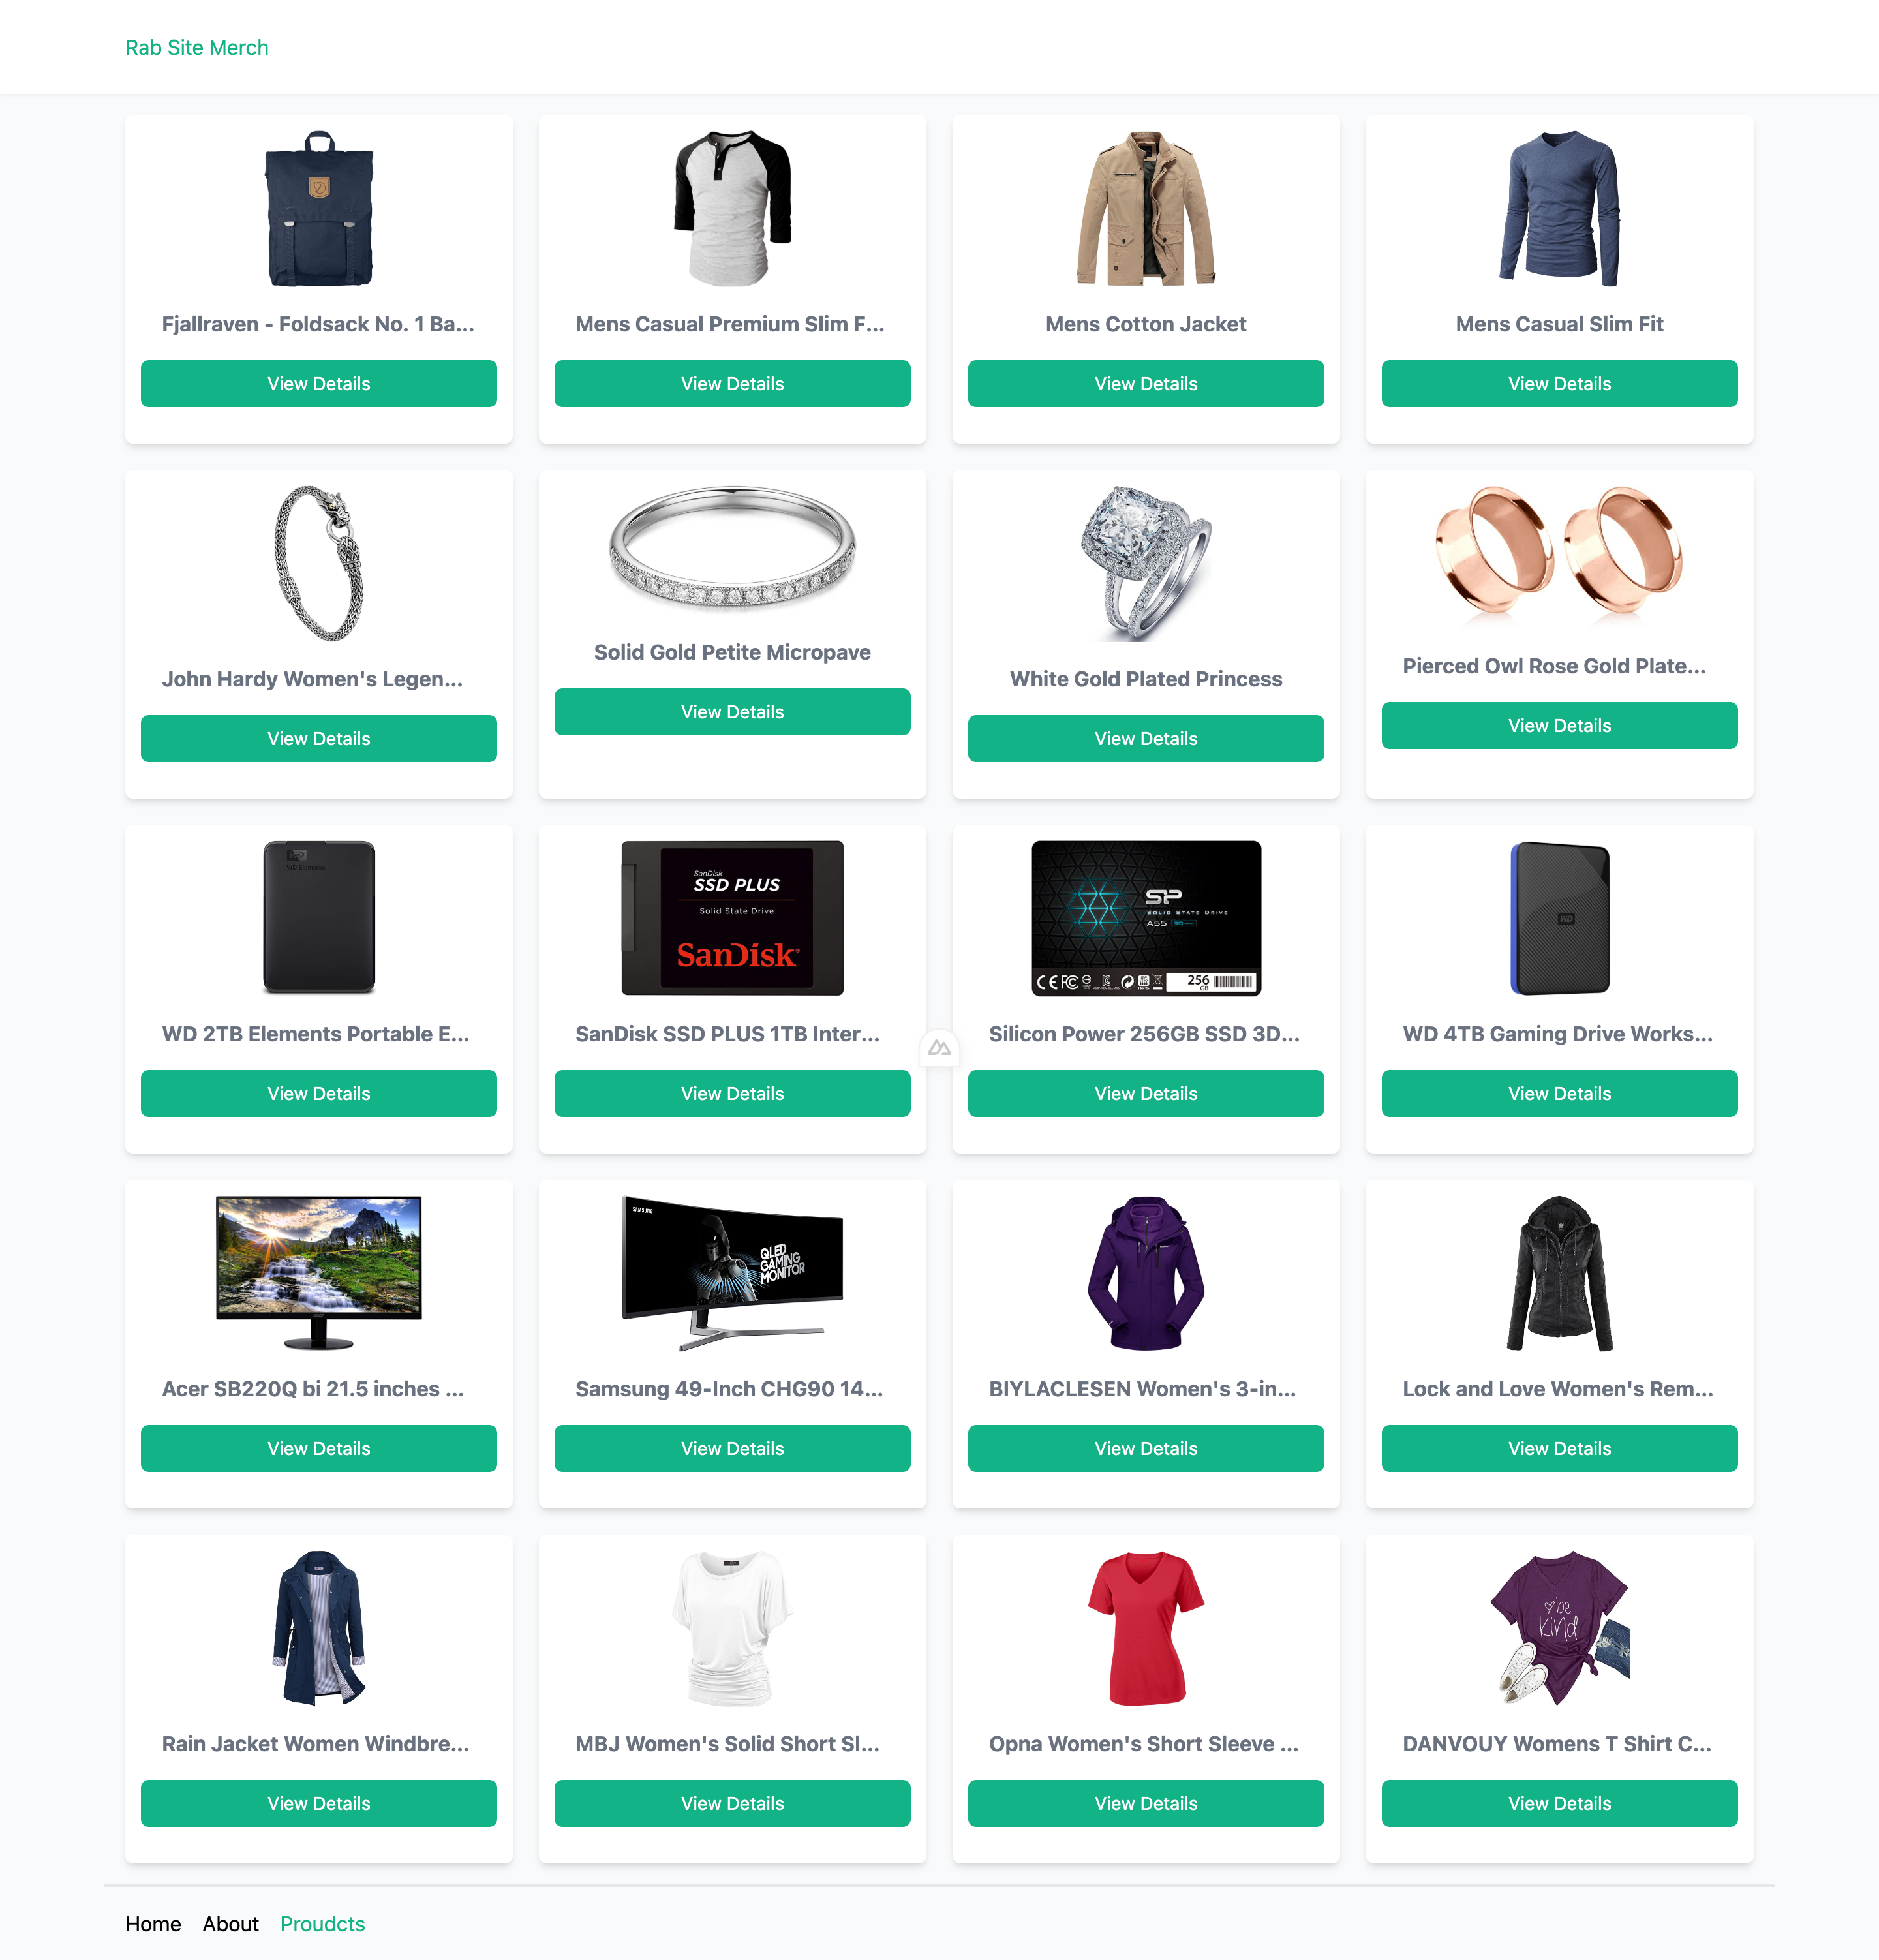 Rab Site Merch
Fjallraven - Foldsack No. 1 Ba...
Mens Casual Premium Slim F...
Mens Cotton Jacket
Mens Casual Slim Fit
View Details
View Details
View Details
View Details
John Hardy Women's Legen...
Solid Gold Petite Micropave
White Gold Plated Princess
Pierced Owl Rose Gold Plate...
View Details
View Details
View Details
View Details
WD
WD Elements
SanDisk
SSD PLUS
Solid State Drive
SanDisk
SP
SOLID STATE DRIVE
A55
256
GB
WD
WD 2TB Elements Portable E...
SanDisk SSD PLUS 1TB Inter...
Silicon Power 256GB SSD 3D...
WD 4TB Gaming Drive Works...
View Details
View Details
View Details
View Details
SAMSUNG
QLED
GAMING
MONITOR
Acer SB220Q bi 21.5 inches ...
Samsung 49-Inch CHG90 14...
BIYLACLESEN Women's 3-in...
Lock and Love Women's Rem...
View Details
View Details
View Details
View Details
be
kind
Rain Jacket Women Windbre...
MBJ Women's Solid Short Sl...
Opna Women's Short Sleeve ...
DANVOUY Womens T Shirt C...
View Details
View Details
View Details
View Details
Home About Proudcts